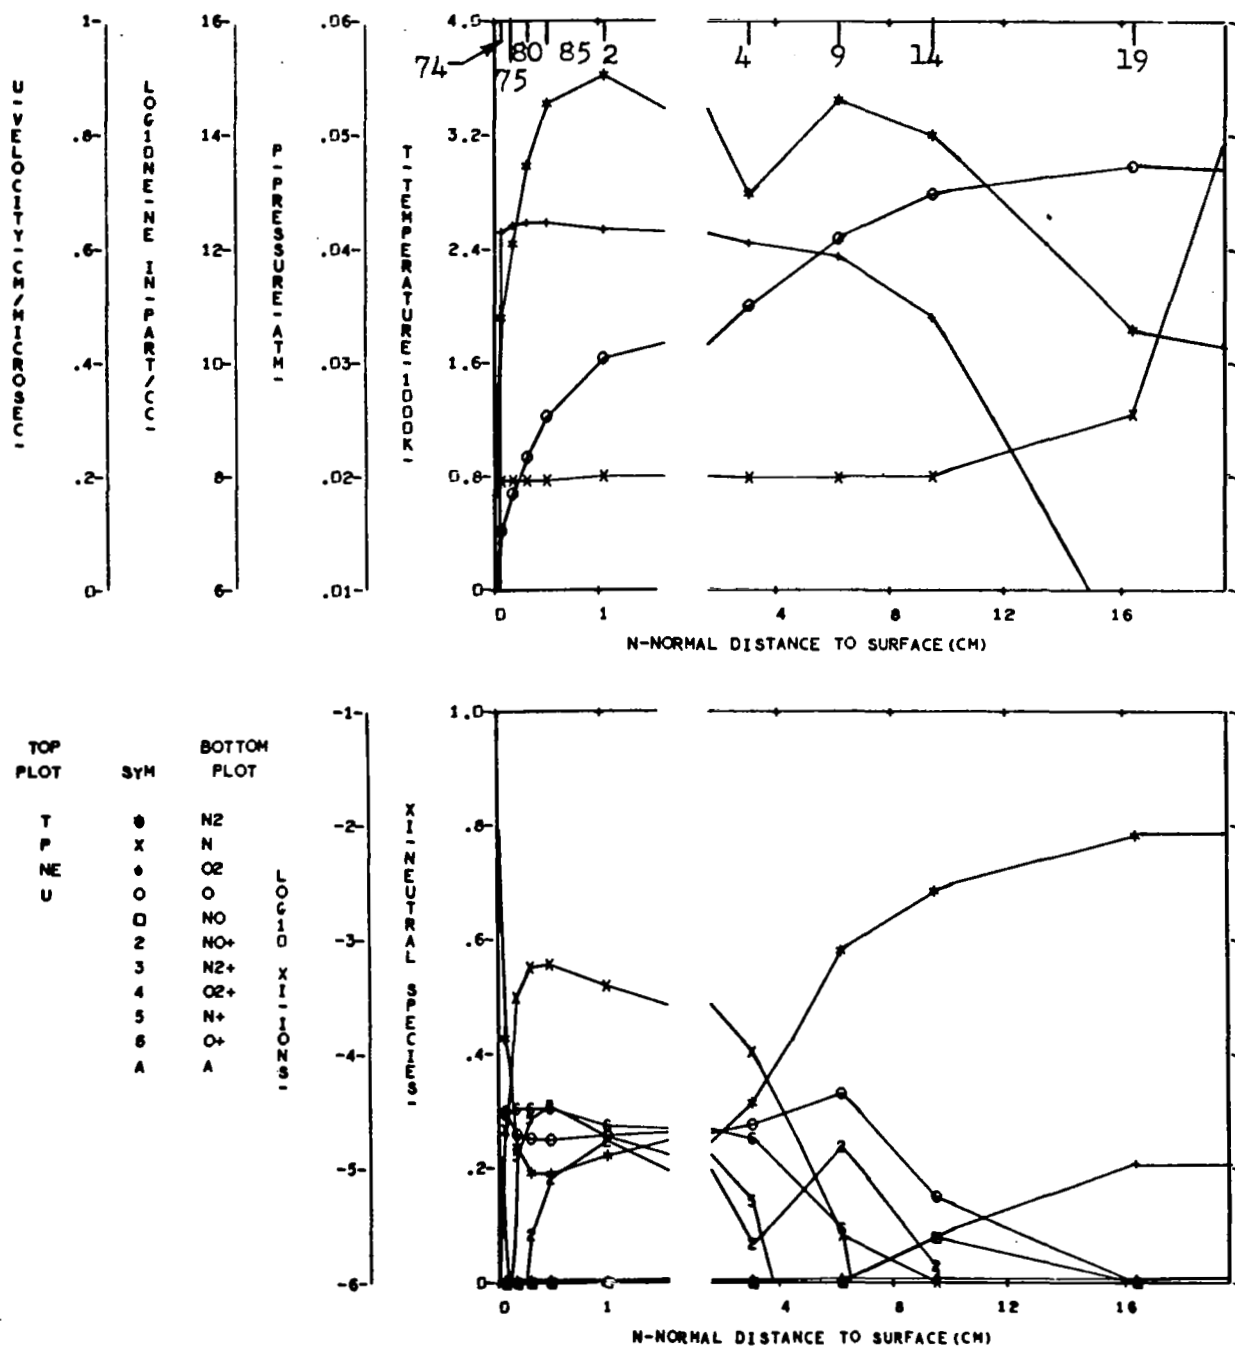 U-VELOCITY-CM/MICROSEC-
1-
.8-
.6-
.4-
.2-
0-
LOG10NE-NE IN-PART/CC-
16-
14-
12-
10-
8-
6-
P-PRESSURE-ATM-
.06-
.05-
.04-
.03-
.02-
.01-
T-TEMPERATURE-1000K-
4.0
3.2-
2.4-
1.6-
0.8-
0-
74
75
80
85
2
4
9
14
19
0 1 4 8 12 16
N-NORMAL DISTANCE TO SURFACE(CM)
TOP BOTTOM
PLOT SYM PLOT
T N2
P X N
NE O2
U O O
NO
2 NO+
3 N2+
4 O2+
5 N+
6 O+
A A
LOG10 XI-IONS-
-1-
-2-
-3-
-4-
-5-
-6-
XI-NEUTRAL SPECIES-
1.0
.8
.6
.4
.2
0
0 1 4 8 12 16
N-NORMAL DISTANCE TO SURFACE(CM)